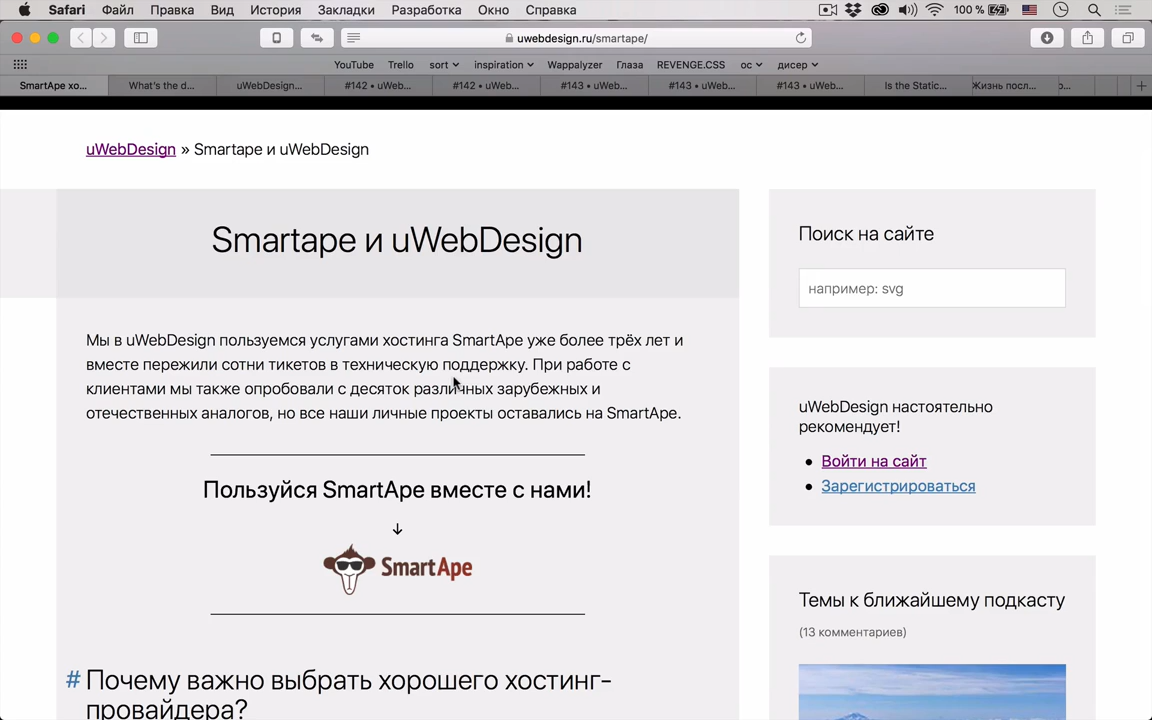 Safari Файл Правка Вид История Закладки Разработка Окно Справка 100 %
uwebdesign.ru/smartape/
YouTube Trello sort inspiration Wappalyzer Глаза REVENGE.CSS ос дисер
SmartApe хо... What's the d... uWebDesign... #142 • uWeb... #142 • uWeb... #143 • uWeb... #143 • uWeb... #143 • uWeb... Is the Static... Жизнь посл...
uWebDesign » Smartape и uWebDesign
Smartape и uWebDesign
Мы в uWebDesign пользуемся услугами хостинга SmartApe уже более трёх лет и
вместе пережили сотни тикетов в техническую поддержку. При работе с
клиентами мы также опробовали с десяток различных зарубежных и
отечественных аналогов, но все наши личные проекты оставались на SmartApe.
Пользуйся SmartApe вместе с нами!
↓
SmartApe
# Почему важно выбрать хорошего хостинг-
провайдера?
Поиск на сайте
например: svg
uWebDesign настоятельно
рекомендует!
• Войти на сайт
• Зарегистрироваться
Темы к ближайшему подкасту
(13 комментариев)